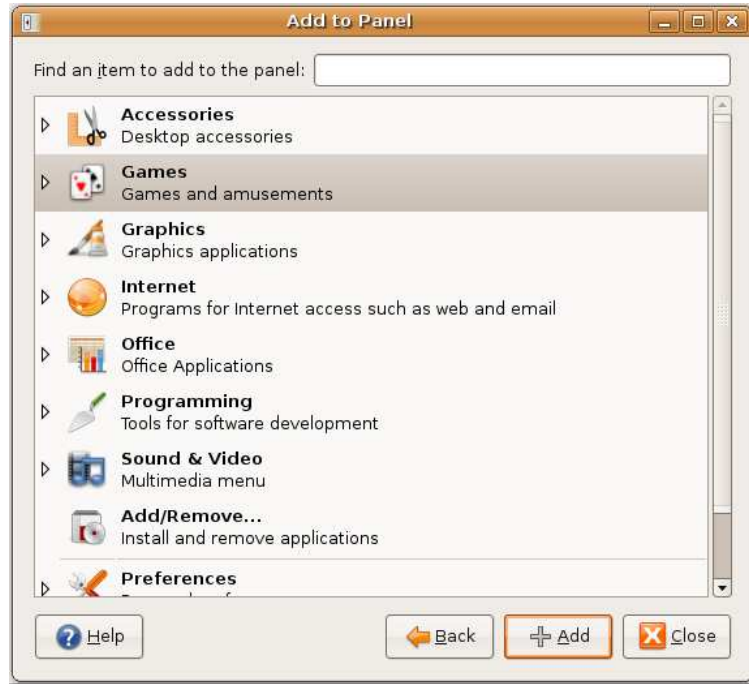 Add to Panel
Find an item to add to the panel:
Accessories
Desktop accessories
Games
Games and amusements
Graphics
Graphics applications
Internet
Programs for Internet access such as web and email
Office
Office Applications
Programming
Tools for software development
Sound & Video
Multimedia menu
Add/Remove...
Install and remove applications
Preferences
Help
Back
Add
Close